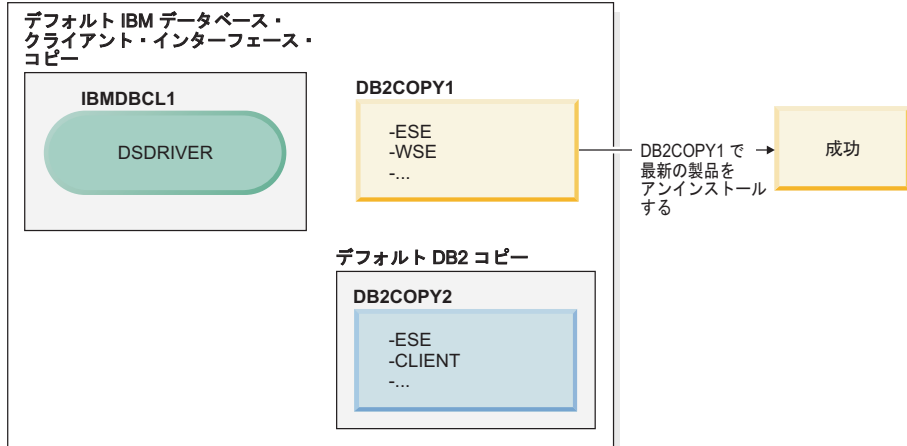 デフォルト IBM データベース・
クライアント・インターフェース・
コピー
IBMDBCL1
DSDRIVER
DB2COPY1
-ESE
-WSE
-...
DB2COPY1 で
最新の製品を
アンインストール
する
成功
デフォルト DB2 コピー
DB2COPY2
-ESE
-CLIENT
-...